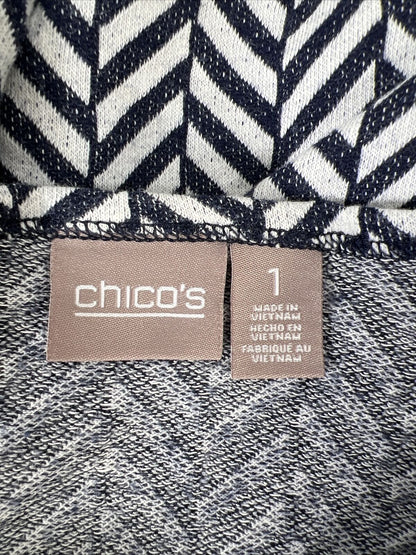 chico's
1
MADE IN
VIETNAM
HECHO EN
VIETNAM
FABRIQUÉ AU
VIETNAM